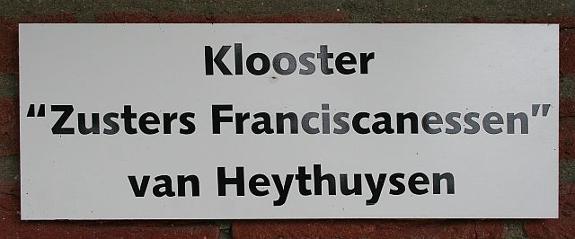 Klooster
“Zusters Franciscanessen”
van Heythuysen